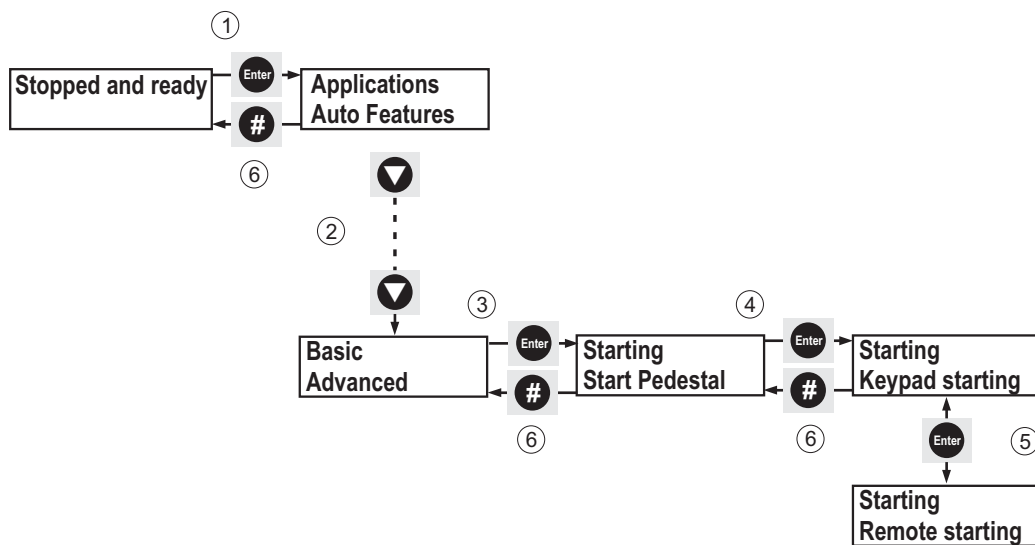 1
Stopped and ready
Enter
Applications
Auto Features
#
6
2
3
4
Basic
Advanced
Enter
Starting
Start Pedestal
Enter
Starting
Keypad starting
#
#
6
6
Enter
5
Starting
Remote starting